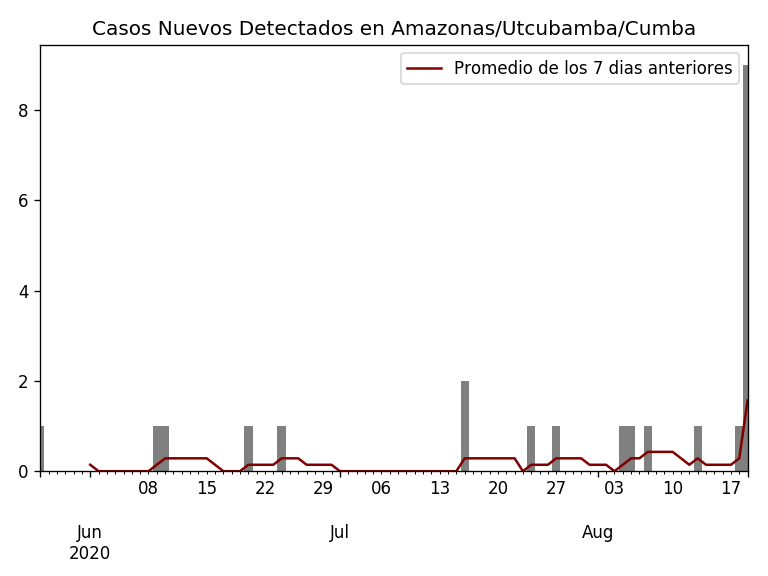 Casos Nuevos Detectados en Amazonas/Utcubamba/Cumba
Promedio de los 7 dias anteriores
8
6
4
2
0
08 15 22 29 06 13 20 27 03 10 17
Jun Jul Aug
2020